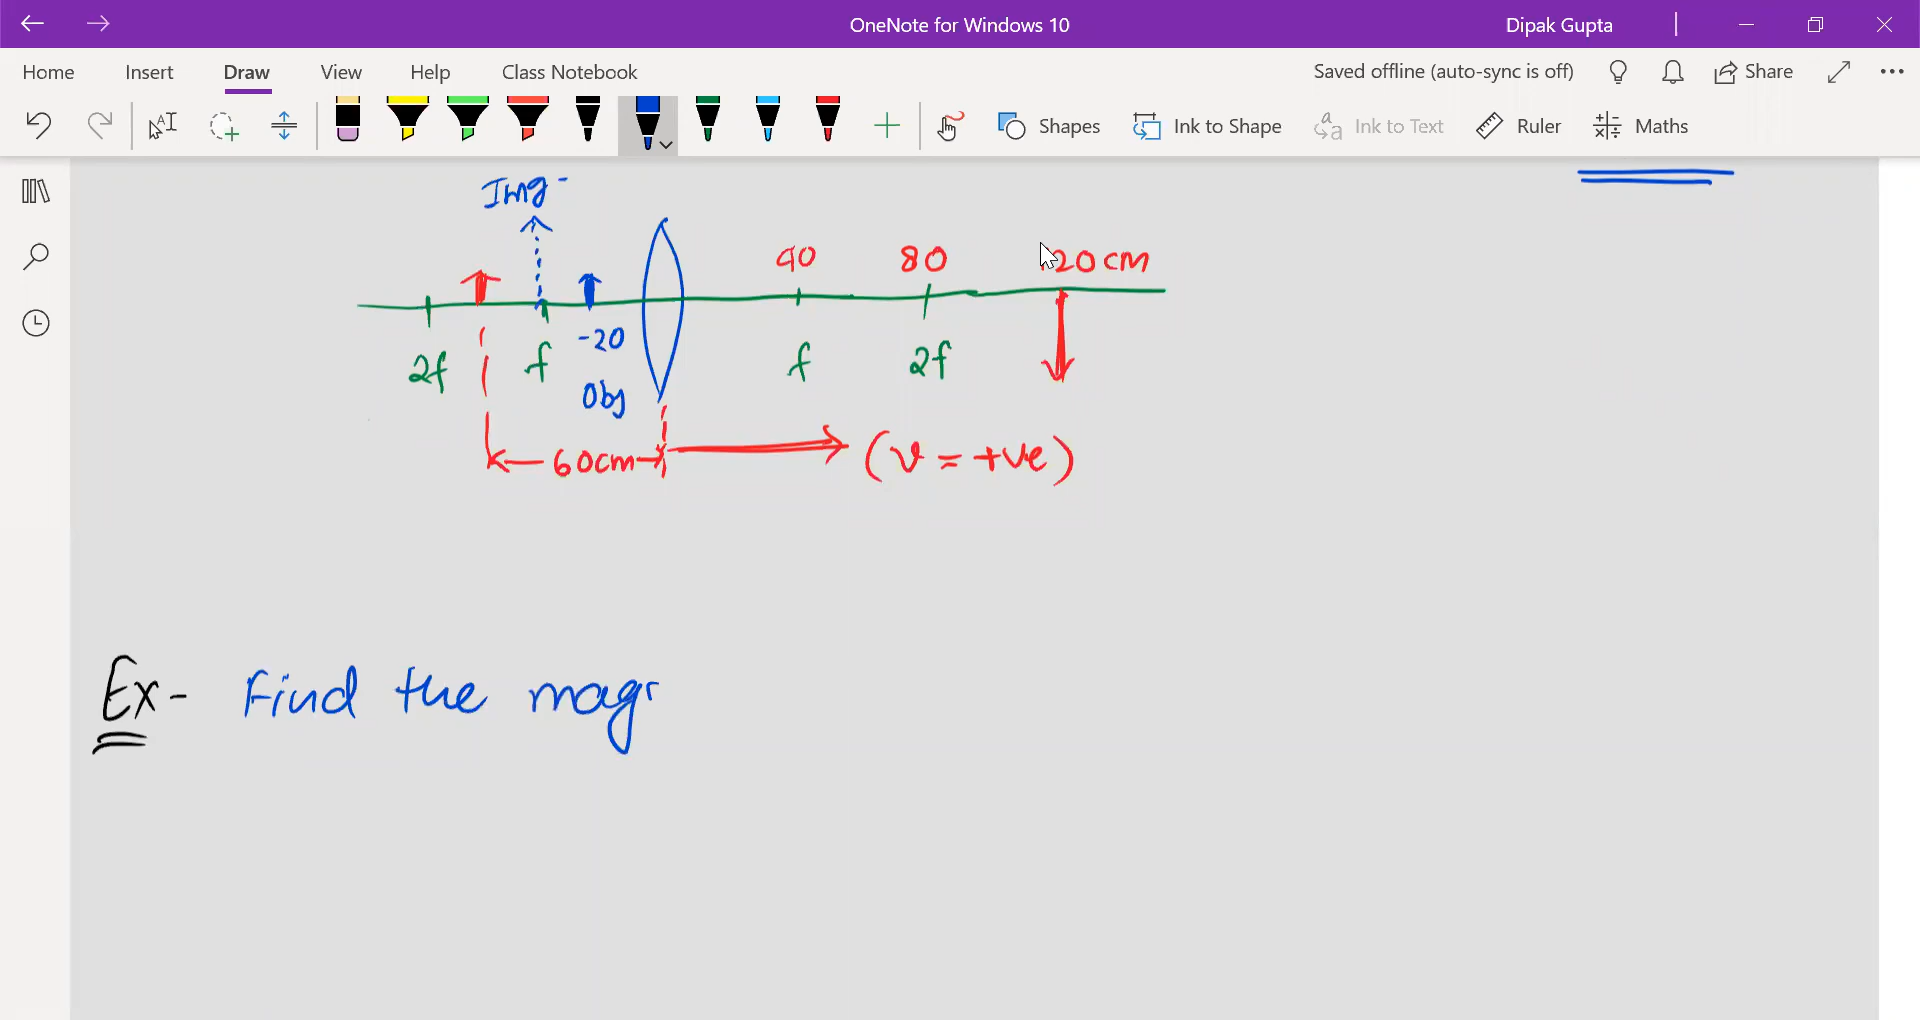 OneNote for Windows 10
Dipak Gupta
Home Insert Draw View Help Class Notebook
Saved offline (auto-sync is off) Share
Shapes Ink to Shape Ink to Text Ruler Maths
Img -
40 80 20 cm
-20
2f f f 2f
Obj
60cm (v = +ve)
Ex- Find the mag